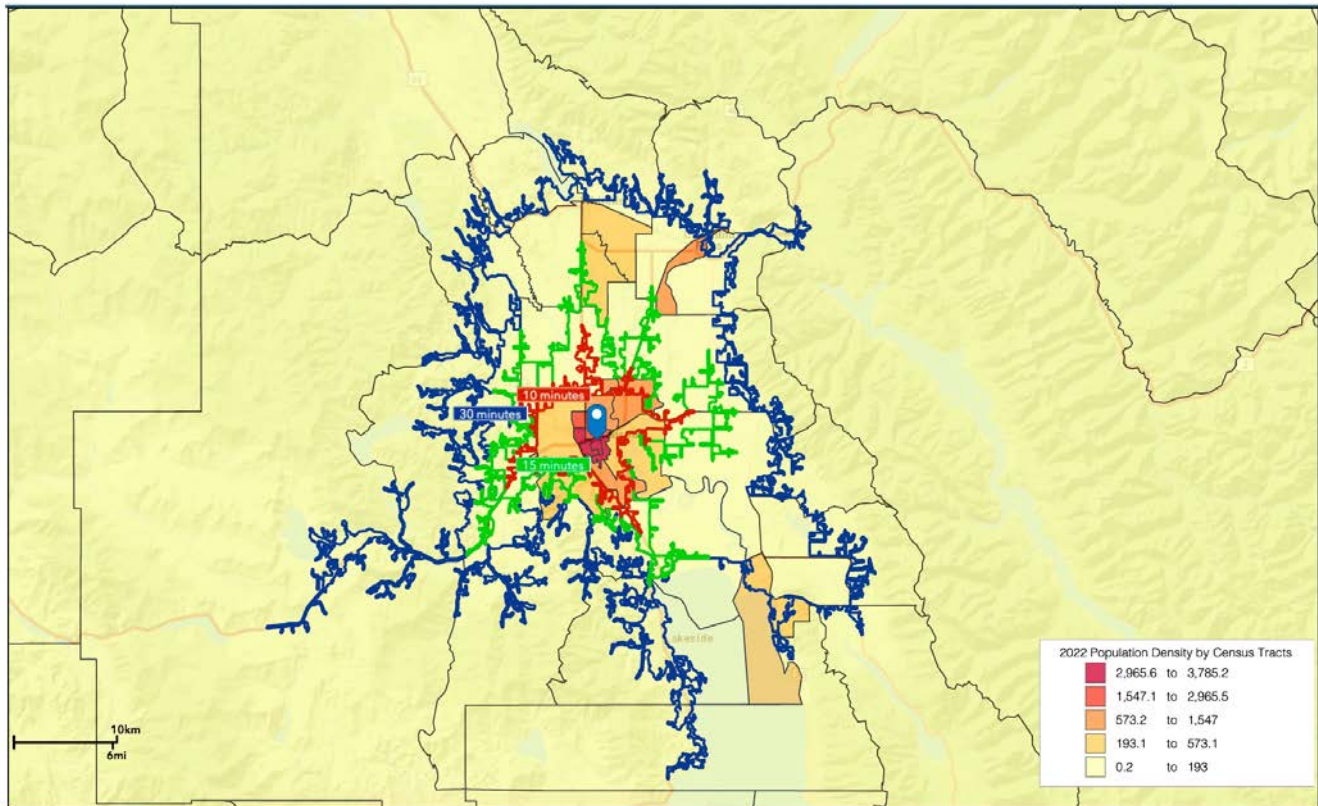 10 minutes
30 minutes
15 minutes
akeside
10km
6mi
2022 Population Density by Census Tracts
2,965.6 to 3,785.2
1,547.1 to 2,965.5
573.2 to 1,547
193.1 to 573.1
0.2 to 193